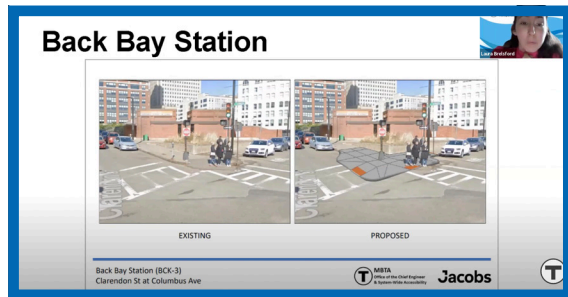 Back Bay Station
Laura Brelsford
EXISTING
PROPOSED
Back Bay Station (BCK-3)
Clarendon St at Columbus Ave
T
MBTA
Office of the Chief Engineer
& System-Wide Accessibility
Jacobs
T